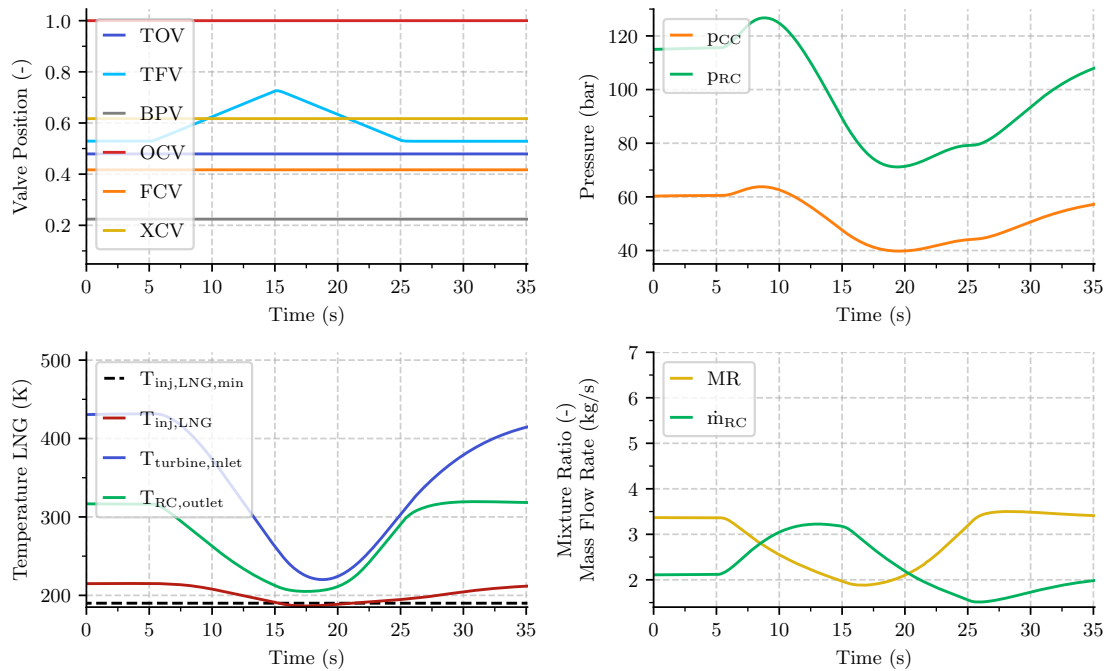 1.0
0.8
0.6
0.4
0.2
Valve Position (-)
TOV
TFV
BPV
OCV
FCV
XCV
0 5 10 15 20 25 30 35
Time (s)
120
100
80
60
40
Pressure (bar)
pCC
pRC
0 5 10 15 20 25 30 35
Time (s)
500
400
300
200
Temperature LNG (K)
Tinj,LNG,min
Tinj,LNG
Tturbine,inlet
TRC,outlet
0 5 10 15 20 25 30 35
Time (s)
7
6
5
4
3
2
Mixture Ratio (-)
Mass Flow Rate (kg/s)
MR
ṁRC
0 5 10 15 20 25 30 35
Time (s)